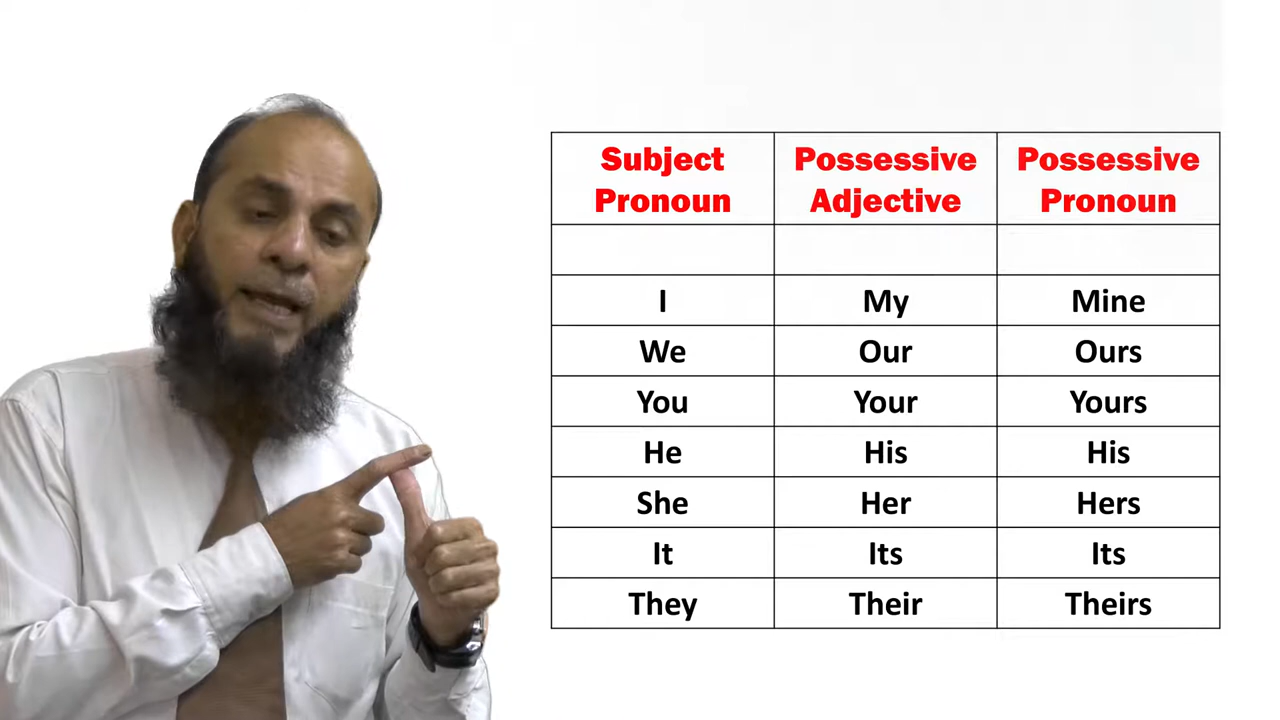 Subject Pronoun	Possessive Adjective	Possessive Pronoun
I	My	Mine
We	Our	Ours
You	Your	Yours
He	His	His
She	Her	Hers
It	Its	Its
They	Their	Theirs